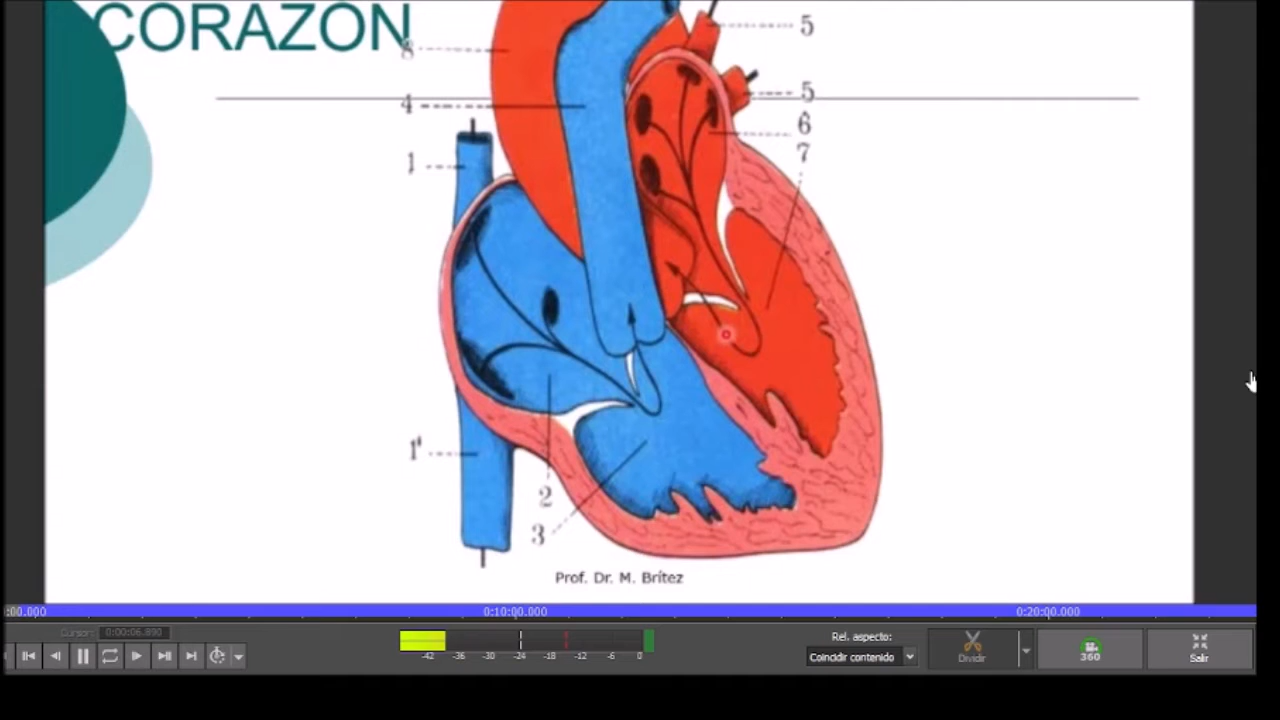 CORAZON
8
5
4
5
6
7
1
1'
2
3
Prof. Dr. M. Brítez
:00.000
0:10:00.000
0:20:00.000
Cursor: 0:00:06.890
-42 -36 -30 -24 -18 -12 -6 0
Rel. aspecto:
Coincidir contenido
Dividir
360
Salir